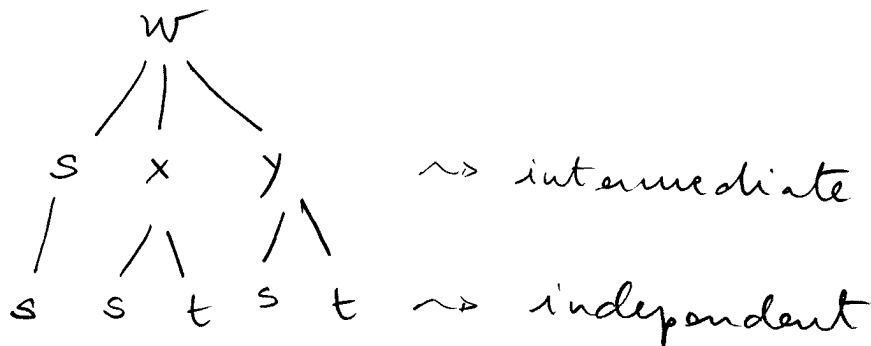 w
s x y ⇝ intermediate
s s t s t ⇝ independent